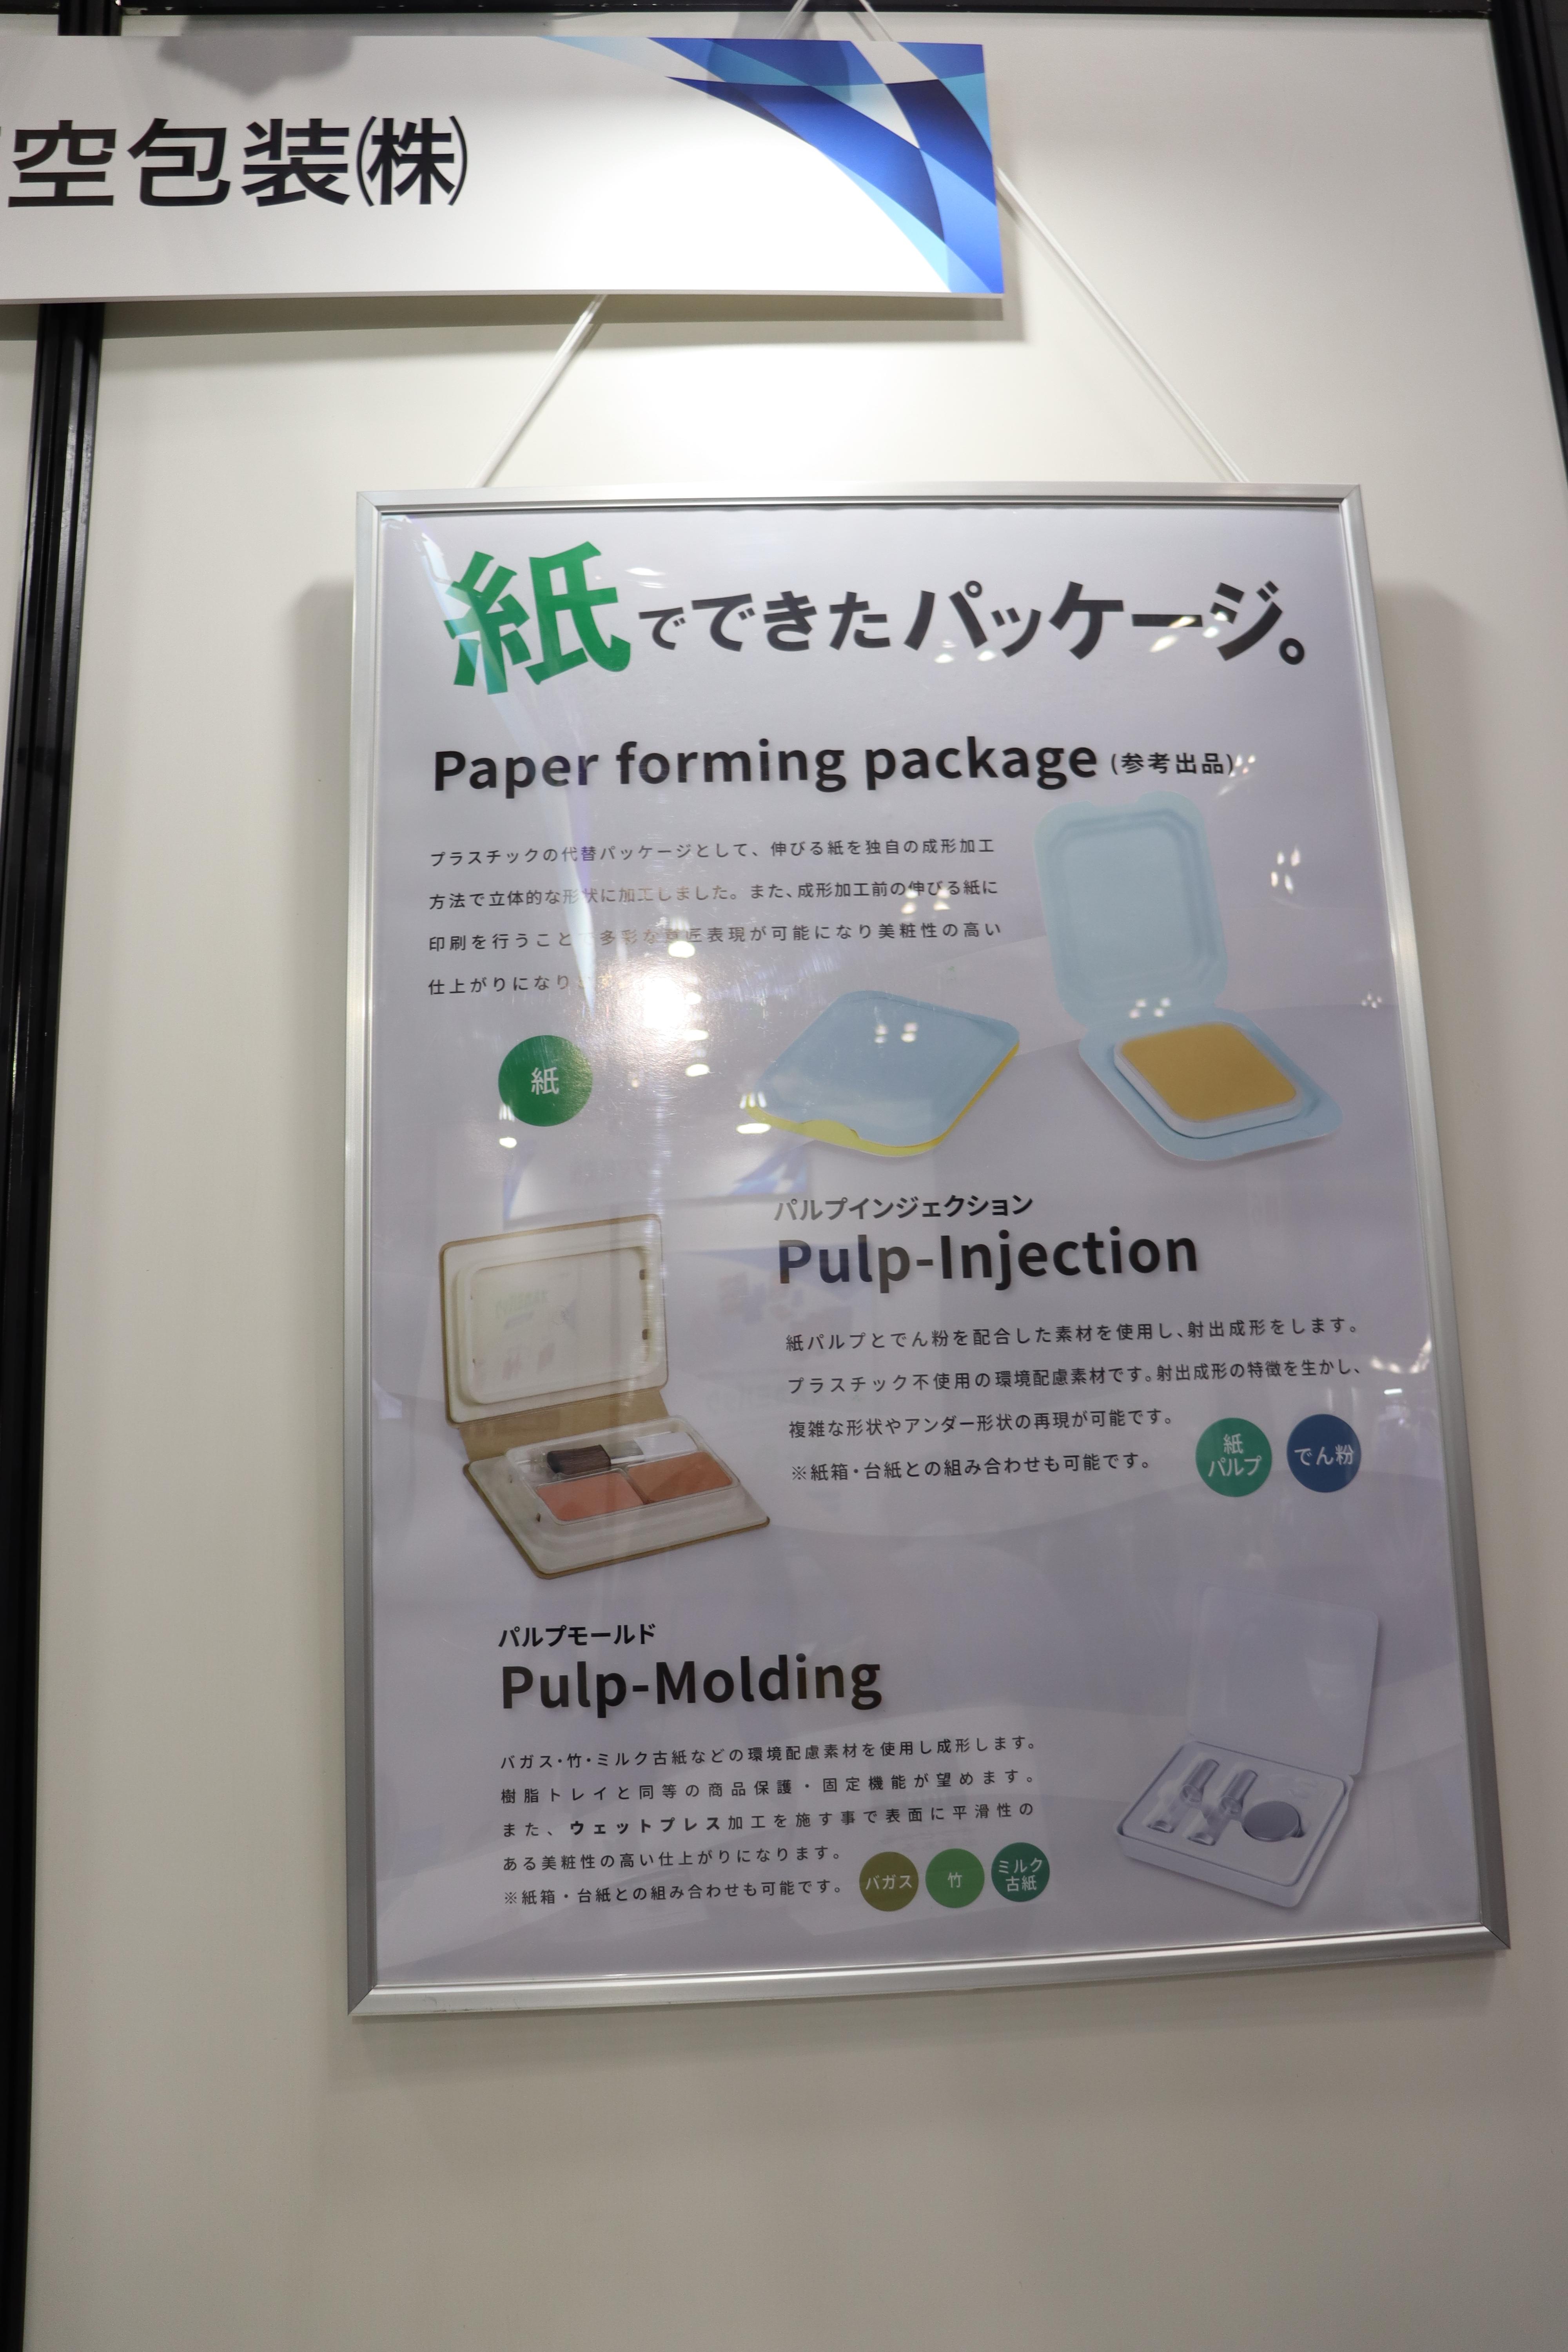 空包装㈱
紙でできたパッケージ。
Paper forming package (参考出品)
プラスチックの代替パッケージとして、伸びる紙を独自の成形加工
方法で立体的な形状に加工しました。また、成形加工前の伸びる紙に
印刷を行うこと 多彩な意匠表現が可能になり美粧性の高い
仕上がりになり
紙
パルプインジェクション
Pulp-Injection
紙パルプとでん粉を配合した素材を使用し、射出成形をします。
プラスチック不使用の環境配慮素材です。射出成形の特徴を生かし、
複雑な形状やアンダー形状の再現が可能です。
※紙箱・台紙との組み合わせも可能です。
紙
パルプ
でん粉
パルプモールド
Pulp-Molding
バガス・竹・ミルク古紙などの環境配慮素材を使用し成形します。
樹脂トレイと同等の商品保護・固定機能が望めます。
また、ウェットプレス加工を施す事で表面に平滑性の
ある美粧性の高い仕上がりになります。
※紙箱・台紙との組み合わせも可能です。
バガス
竹
ミルク
古紙